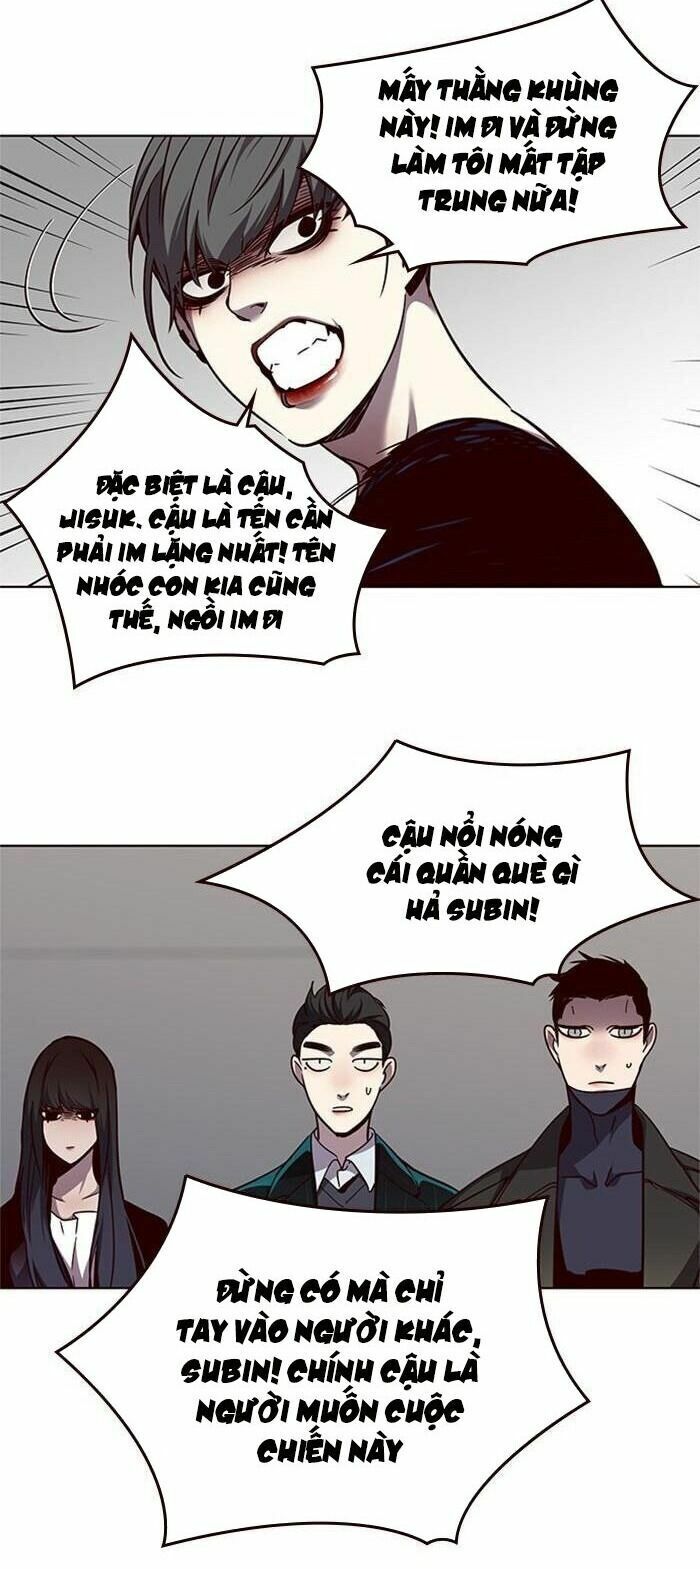 MẤY THẰNG KHÙNG
NÀY! IM ĐI VÀ ĐỪNG
LÀM TÔI MẤT TẬP
TRUNG NỮA!
ĐẶC BIỆT LÀ CẬU,
JISUK. CẬU LÀ TÊN CẦN
PHẢI IM LẶNG NHẤT! TÊN
NHÓC CON KIA CŨNG
THẾ, NGỒI IM ĐI
CẬU NỔI NÓNG
CÁI QUẦN QUÈ GÌ
HẢ SUBIN!
ĐỪNG CÓ MÀ CHỈ
TAY VÀO NGƯỜI KHÁC,
SUBIN! CHÍNH CẬU LÀ
NGƯỜI MUỐN CUỘC
CHIẾN NÀY